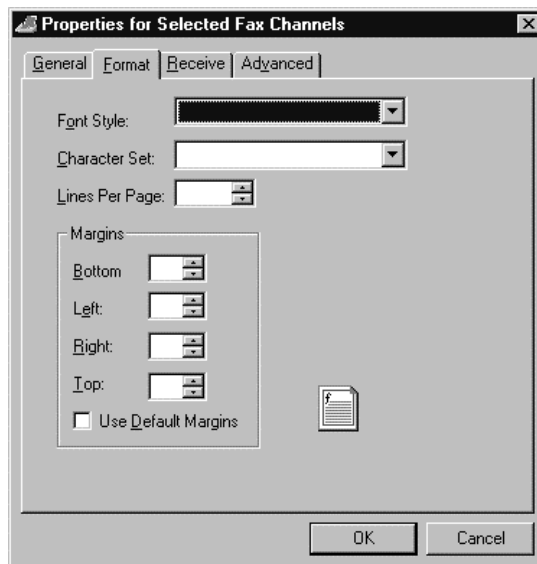 Properties for Selected Fax Channels
General Format Receive Advanced
Font Style:
Character Set:
Lines Per Page:
Margins
Bottom
Left:
Right:
Top:
Use Default Margins
OK Cancel